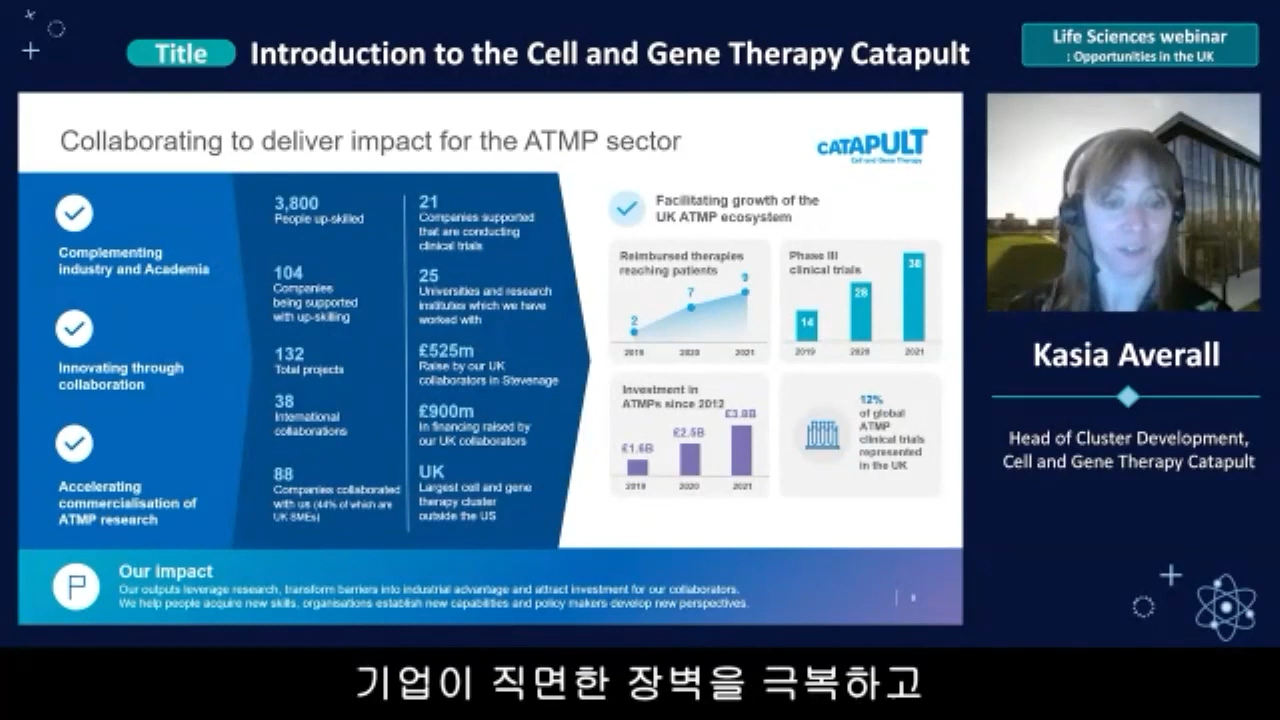 Title
Introduction to the Cell and Gene Therapy Catapult
Life Sciences webinar
: Opportunities in the UK
Collaborating to deliver impact for the ATMP sector
CATAPULT
Cell and Gene Therapy
Complementing
industry and Academia
Innovating through
collaboration
Accelerating
commercialisation of
ATMP research
3,800
People up-skilled
104
Companies
being supported
with up-skilling
132
Total projects
38
International
collaborations
88
Companies collaborated
with us (44% of which are
UK SMEs)
21
Companies supported
that are conducting
clinical trials
25
Universities and research
institutes which we have
worked with
£525m
Raise by our UK
collaborators in Stevenage
£900m
In financing raised by
our UK collaborators
UK
Largest cell and gene
therapy cluster
outside the US
Facilitating growth of the
UK ATMP ecosystem
Reimbursed therapies
reaching patients
2
7
9
2019 2020 2021
Phase III
clinical trials
14
28
38
2019 2020 2021
Investment in
ATMPs since 2012
£1.6B
£2.5B
£3.8B
2019 2020 2021
12%
of global
ATMP
clinical trials
represented
in the UK
Our impact
Our outputs leverage research, transform barriers into industrial advantage and attract investment for our collaborators.
We help people acquire new skills, organisations establish new capabilities and policy makers develop new perspectives.
Kasia Averall
Head of Cluster Development,
Cell and Gene Therapy Catapult
기업이 직면한 장벽을 극복하고